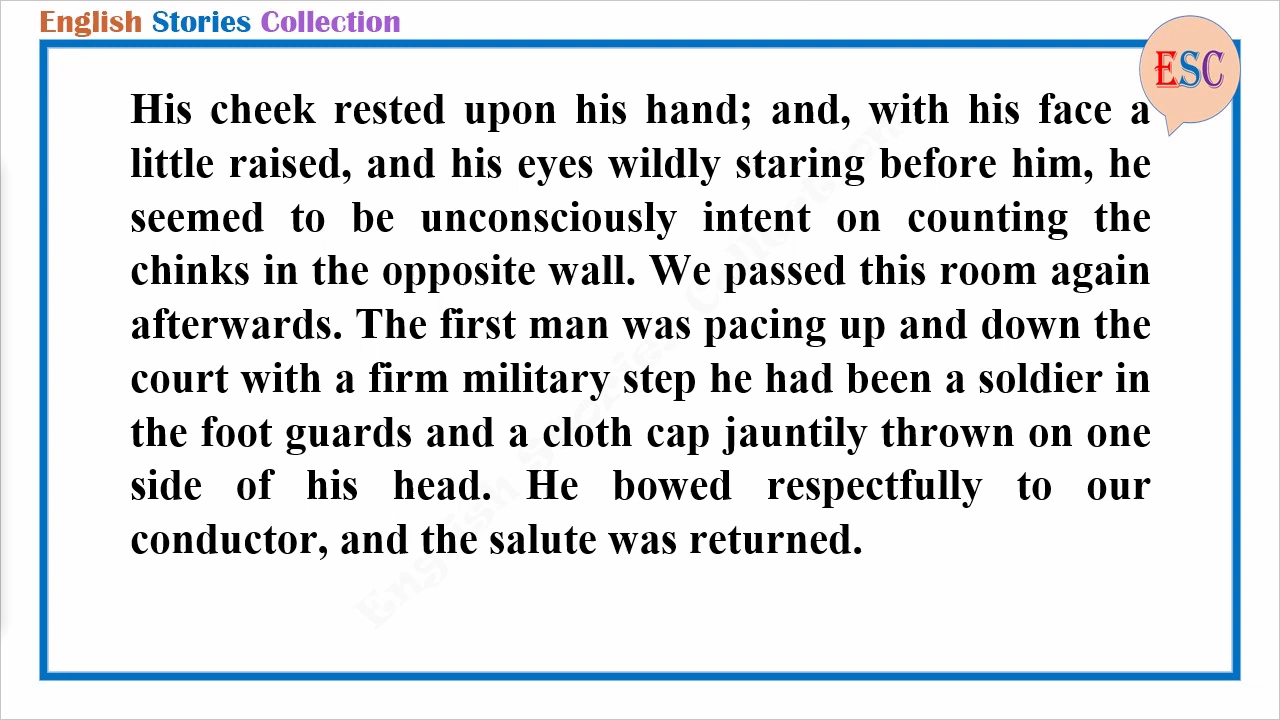 English Stories Collection
ESC
His cheek rested upon his hand; and, with his face a
little raised, and his eyes wildly staring before him, he
seemed to be unconsciously intent on counting the
chinks in the opposite wall. We passed this room again
afterwards. The first man was pacing up and down the
court with a firm military step he had been a soldier in
the foot guards and a cloth cap jauntily thrown on one
side of his head. He bowed respectfully to our
conductor, and the salute was returned.
English Stories Collection